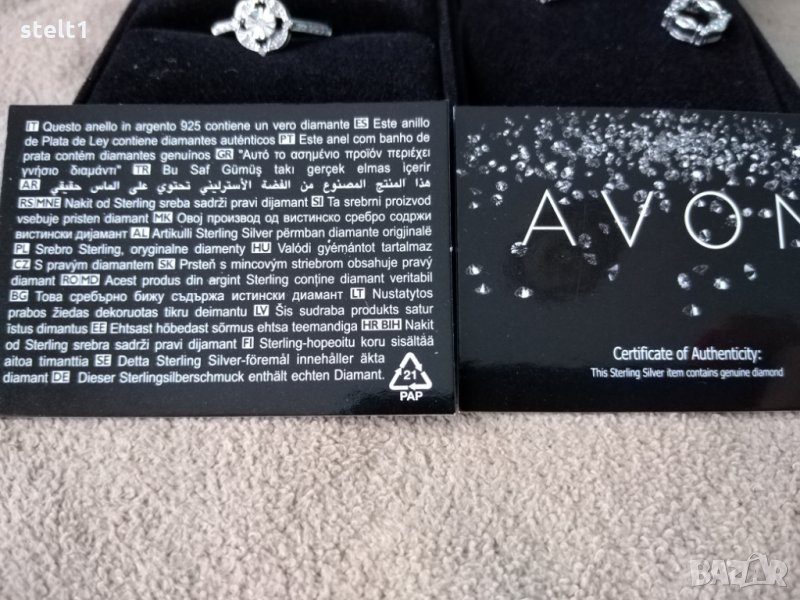 stelt1
IT Questo anello in argento 925 contiene un vero diamante ES Este anillo
de Plata de Ley contiene diamantes auténticos PT Este anel com banho de
prata contém diamantes genuínos GR "Αυτό το ασημένιο προϊόν περιέχει
γνήσιο διαμάντι" TR Bu Saf Gümüş takı gerçek elmas içerir
AR هذا المنتج المصنوع من الفضة الأسترليني تحتوي على الماس حقيقي
RS MNE Nakit od Sterling sreba sadrži pravi dijamant SI Ta srebrni proizvod
vsebuje pristen diamant MK Овој производ од вистинско сребро содржи
вистински дијамант AL Artikulli Sterling Silver përmban diamante origjinalë
PL Srebro Sterling, oryginalne diamenty HU Valódi gyémántot tartalmaz
CZ S pravým diamantem SK Prsteň s mincovým striebrom obsahuje pravý
diamant RO MD Acest produs din argint Sterling conține diamant veritabil
BG Това сребърно бижу съдържа истински диамант LT Nustatytos
prabos žiedas dekoruotas tikru deimantu LV Šis sudraba produkts satur
īstus dimantus EE Ehtsast hõbedast sõrmus ehtsa teemandiga HR BIH Nakit
od Sterling srebra sadrži pravi dijamant FI Sterling-hopeoitu koru sisältää
aitoa timanttia SE Detta Sterling Silver-föremål innehåller äkta
diamant DE Dieser Sterlingsilberschmuck enthält echten Diamant.
21
PAP
AVON
Certificate of Authenticity:
This Sterling Silver item contains genuine diamond
BAZAR